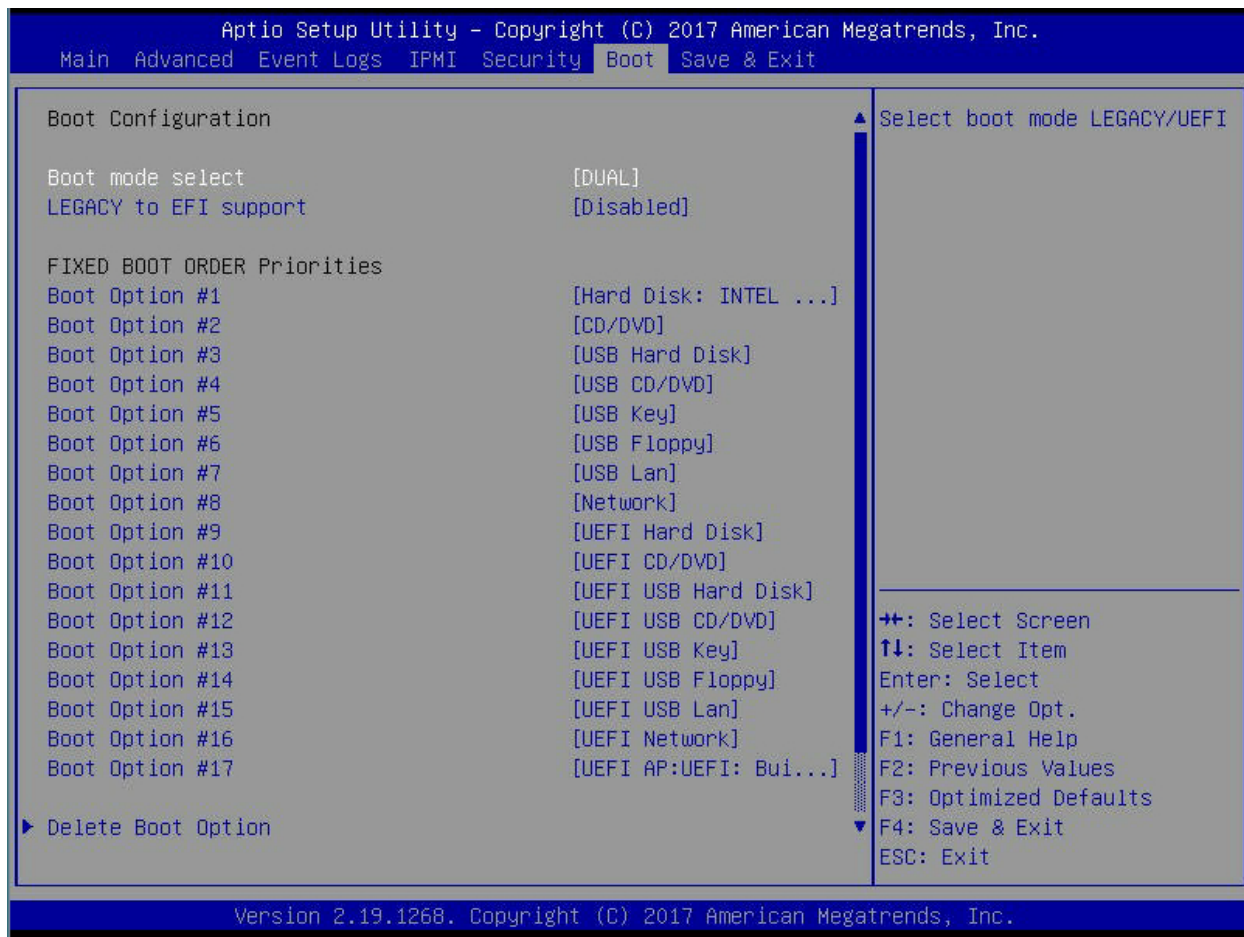 Aptio Setup Utility – Copyright (C) 2017 American Megatrends, Inc.
Main Advanced Event Logs IPMI Security Boot Save & Exit
Boot Configuration
Boot mode select [DUAL]
LEGACY to EFI support [Disabled]
FIXED BOOT ORDER Priorities
Boot Option #1 [Hard Disk: INTEL ...]
Boot Option #2 [CD/DVD]
Boot Option #3 [USB Hard Disk]
Boot Option #4 [USB CD/DVD]
Boot Option #5 [USB Key]
Boot Option #6 [USB Floppy]
Boot Option #7 [USB Lan]
Boot Option #8 [Network]
Boot Option #9 [UEFI Hard Disk]
Boot Option #10 [UEFI CD/DVD]
Boot Option #11 [UEFI USB Hard Disk]
Boot Option #12 [UEFI USB CD/DVD]
Boot Option #13 [UEFI USB Key]
Boot Option #14 [UEFI USB Floppy]
Boot Option #15 [UEFI USB Lan]
Boot Option #16 [UEFI Network]
Boot Option #17 [UEFI AP:UEFI: Bui...]
Delete Boot Option
Select boot mode LEGACY/UEFI
→←: Select Screen
↑↓: Select Item
Enter: Select
+/-: Change Opt.
F1: General Help
F2: Previous Values
F3: Optimized Defaults
F4: Save & Exit
ESC: Exit
Version 2.19.1268. Copyright (C) 2017 American Megatrends, Inc.